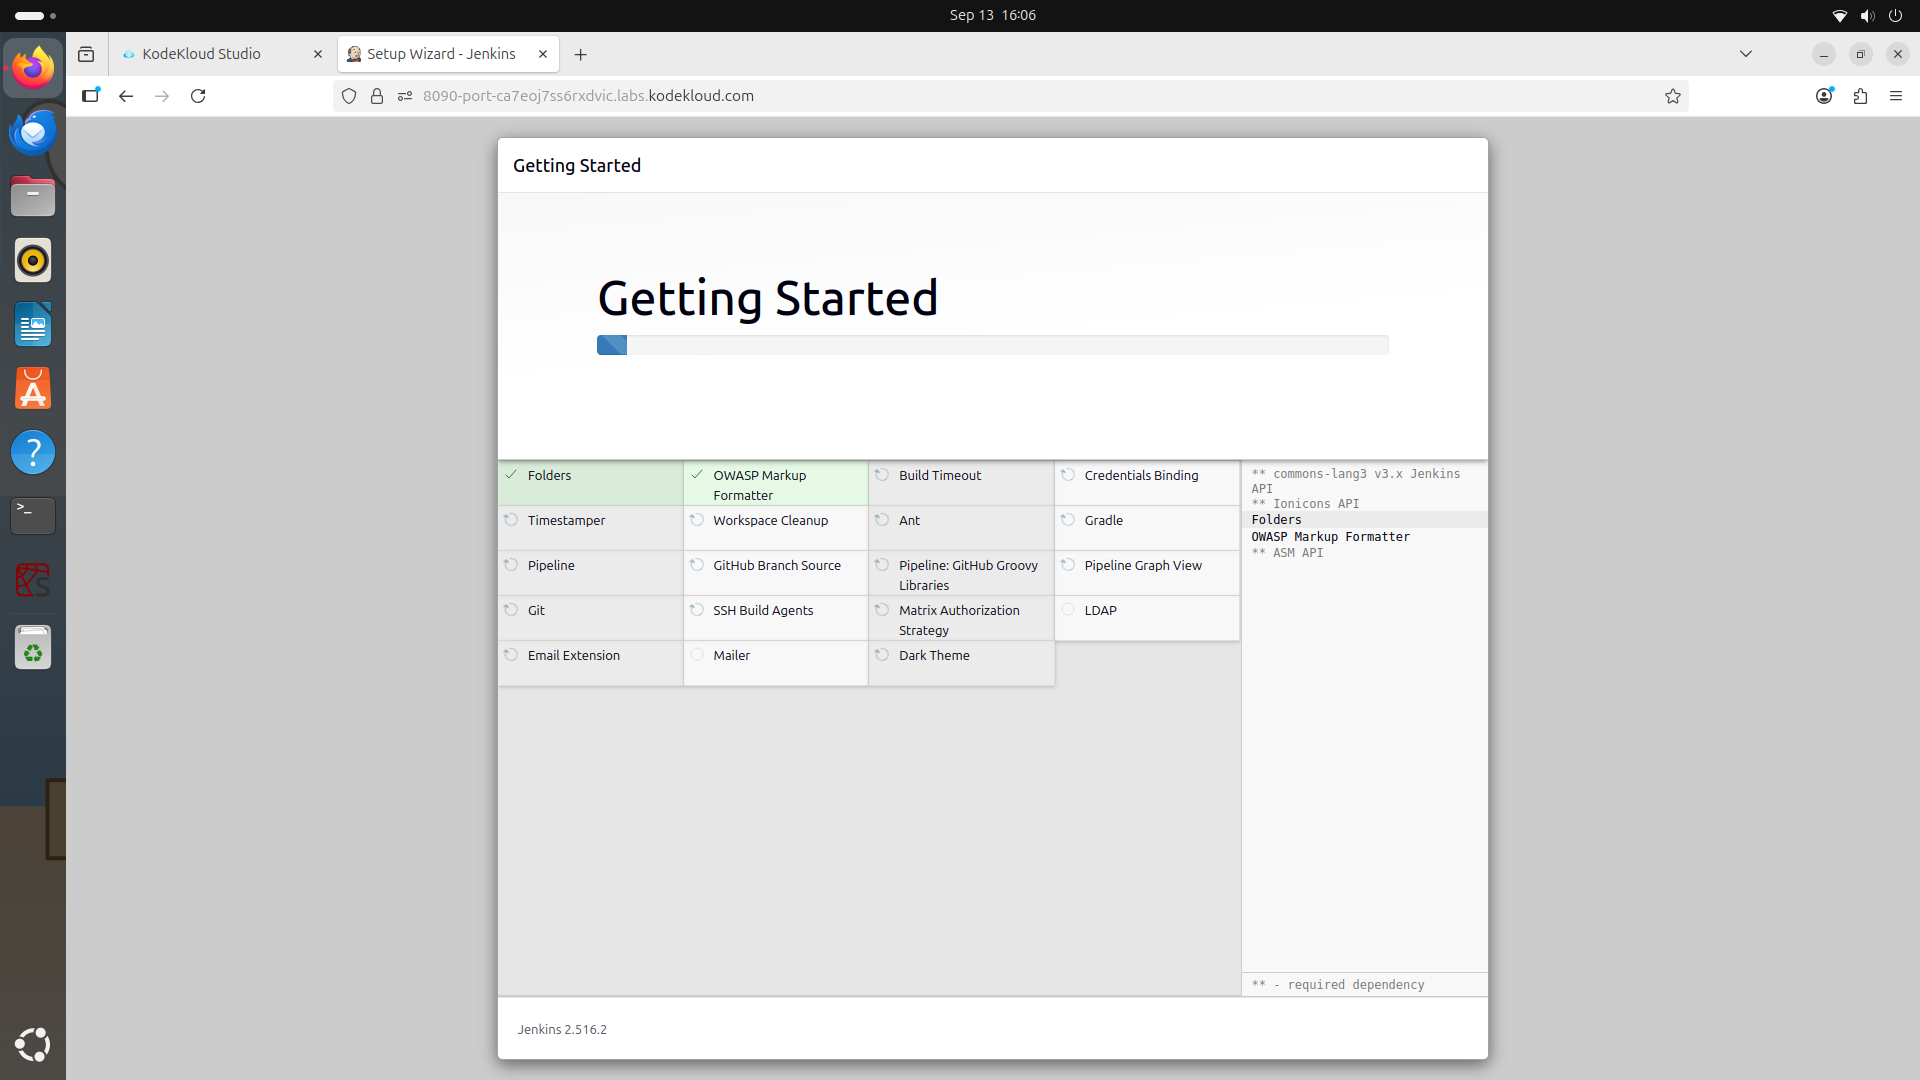 Sep 13 16:06
KodeKloud Studio
Setup Wizard - Jenkins
8090-port-ca7eoj7ss6rxdvic.labs.kodekloud.com
Getting Started
Getting Started
Folders
OWASP Markup
Formatter
Build Timeout
Credentials Binding
Timestamper
Workspace Cleanup
Ant
Gradle
Pipeline
GitHub Branch Source
Pipeline: GitHub Groovy
Libraries
Pipeline Graph View
Git
SSH Build Agents
Matrix Authorization
Strategy
LDAP
Email Extension
Mailer
Dark Theme
** commons-lang3 v3.x Jenkins
API
** Ionicons API
Folders
OWASP Markup Formatter
** ASM API
** - required dependency
Jenkins 2.516.2